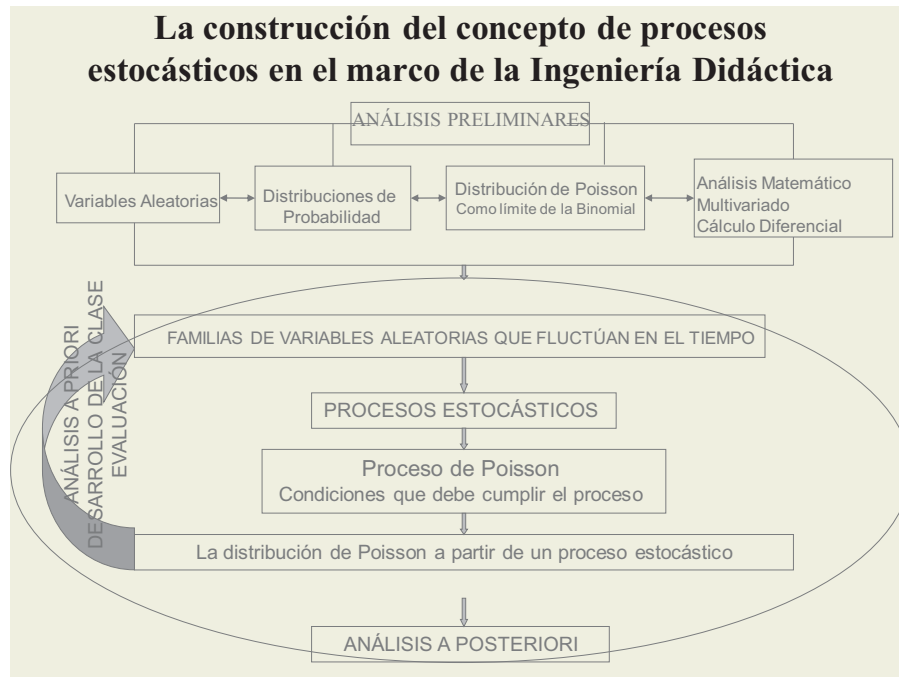 La construcción del concepto de procesos
estocásticos en el marco de la Ingeniería Didáctica
ANÁLISIS PRELIMINARES
Variables Aleatorias
Distribuciones de
Probabilidad
Distribución de Poisson
Como límite de la Binomial
Análisis Matemático
Multivariado
Cálculo Diferencial
ANÁLISIS A PRIORI
DESARROLLO DE LA CLASE
EVALUACIÓN
FAMILIAS DE VARIABLES ALEATORIAS QUE FLUCTÚAN EN EL TIEMPO
PROCESOS ESTOCÁSTICOS
Proceso de Poisson
Condiciones que debe cumplir el proceso
La distribución de Poisson a partir de un proceso estocástico
ANÁLISIS A POSTERIORI